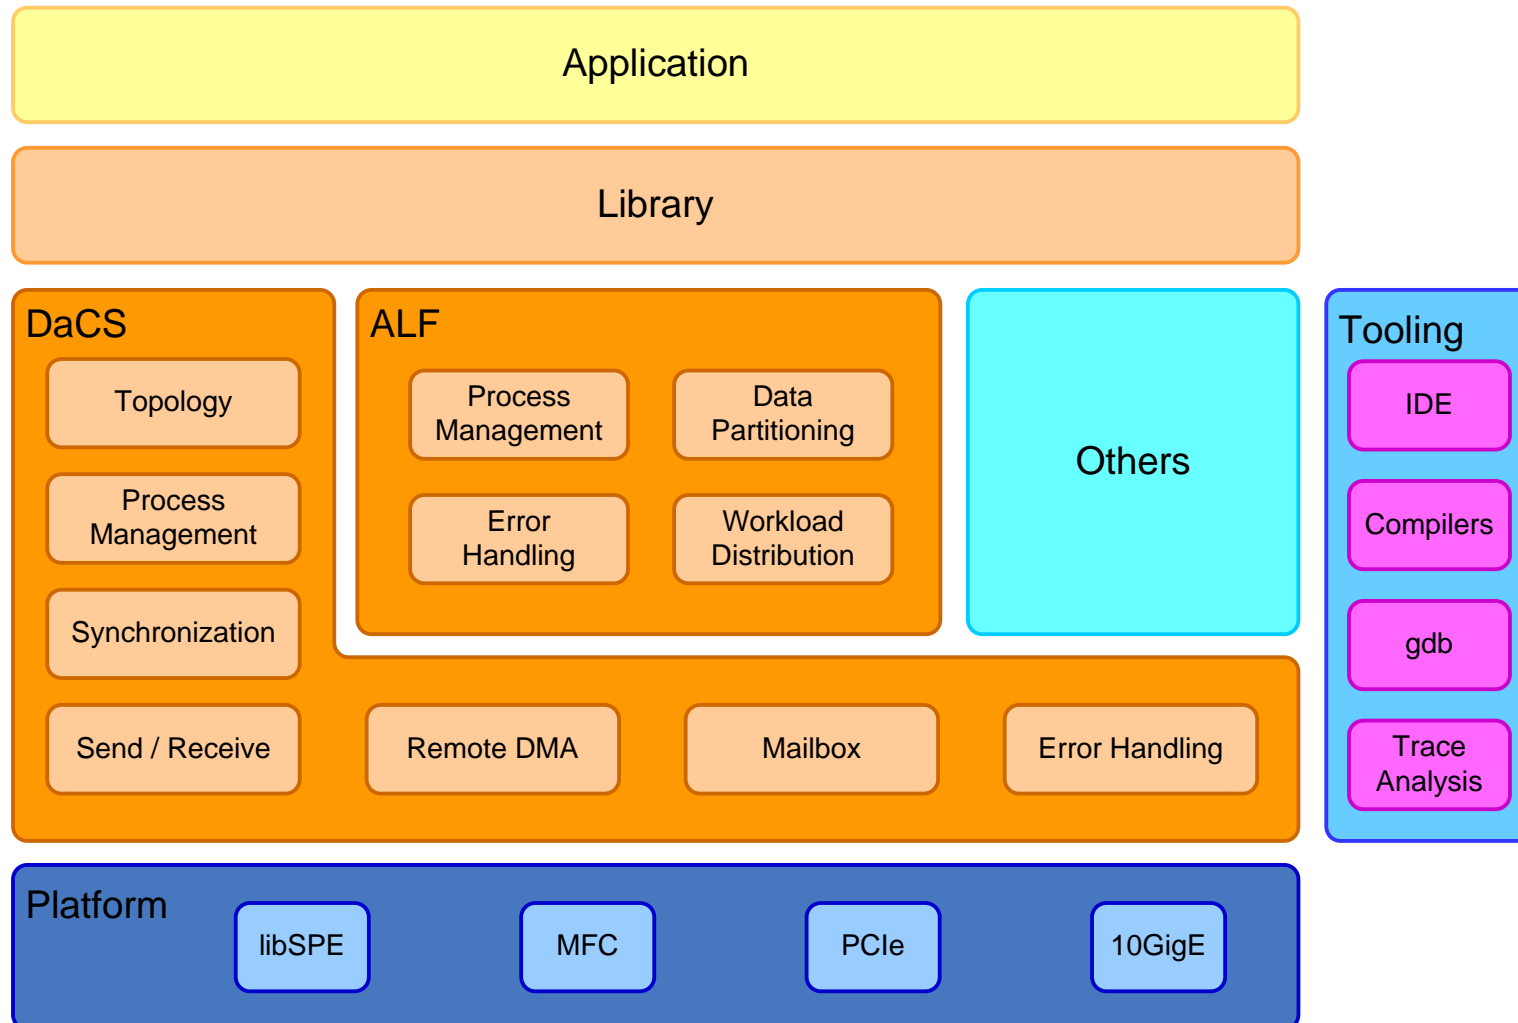 Application
Library
DaCS
Topology
Process
Management
Synchronization
Send / Receive
Remote DMA
Mailbox
Error Handling
ALF
Process
Management
Data
Partitioning
Error
Handling
Workload
Distribution
Others
Tooling
IDE
Compilers
gdb
Trace
Analysis
Platform
libSPE
MFC
PCIe
10GigE